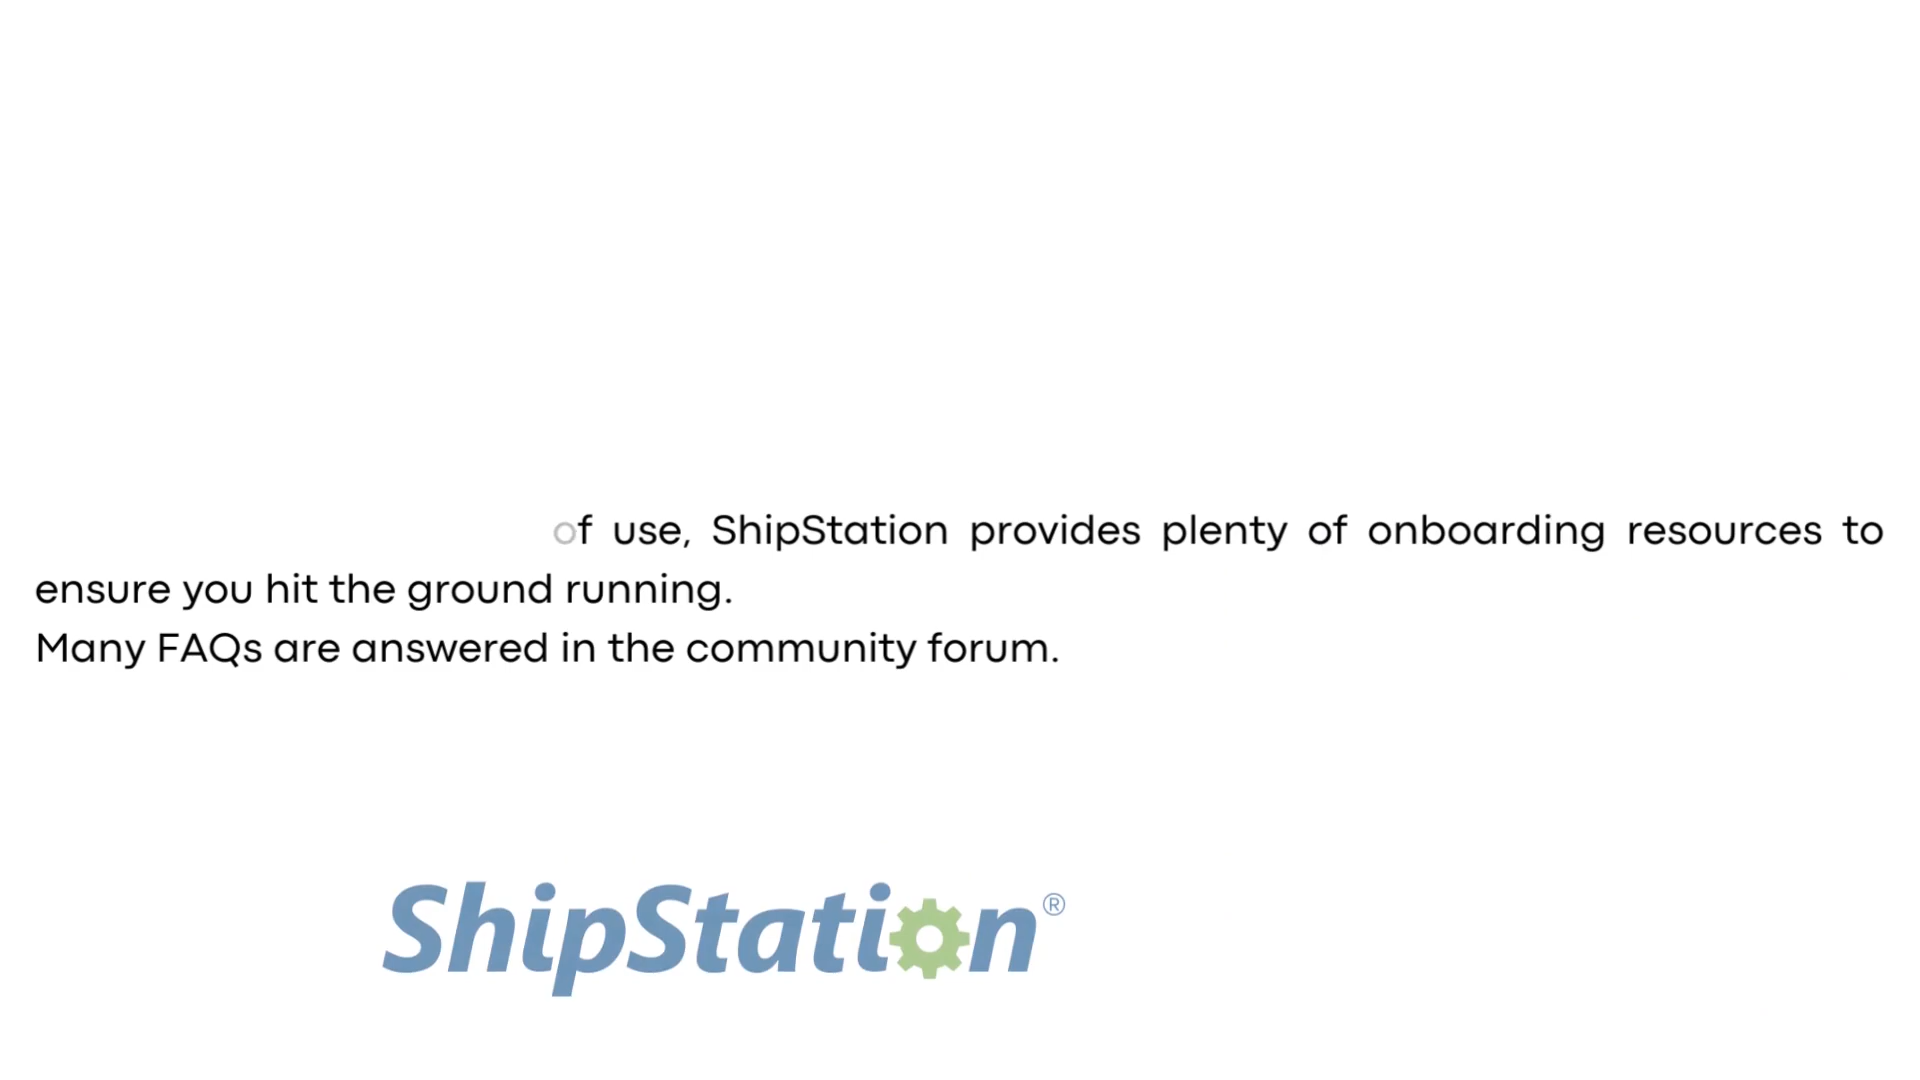 of use, ShipStation provides plenty of onboarding resources to
ensure you hit the ground running.
Many FAQs are answered in the community forum.
ShipStation®